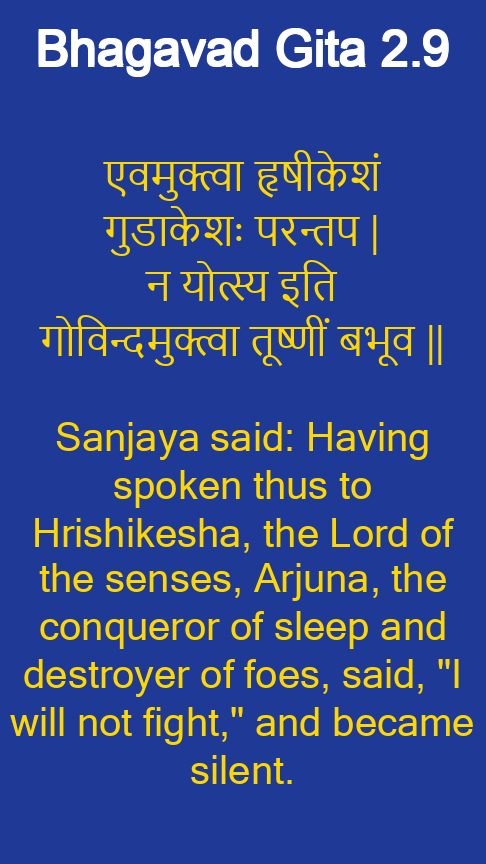 Bhagavad Gita 2.9
एवमुक्त्वा हृषीकेशं
गुडाकेशः परन्तप |
न योत्स्य इति
गोविन्दमुक्त्वा तूष्णीं बभूव ||
Sanjaya said: Having
spoken thus to
Hrishikesha, the Lord of
the senses, Arjuna, the
conqueror of sleep and
destroyer of foes, said, "I
will not fight," and became
silent.